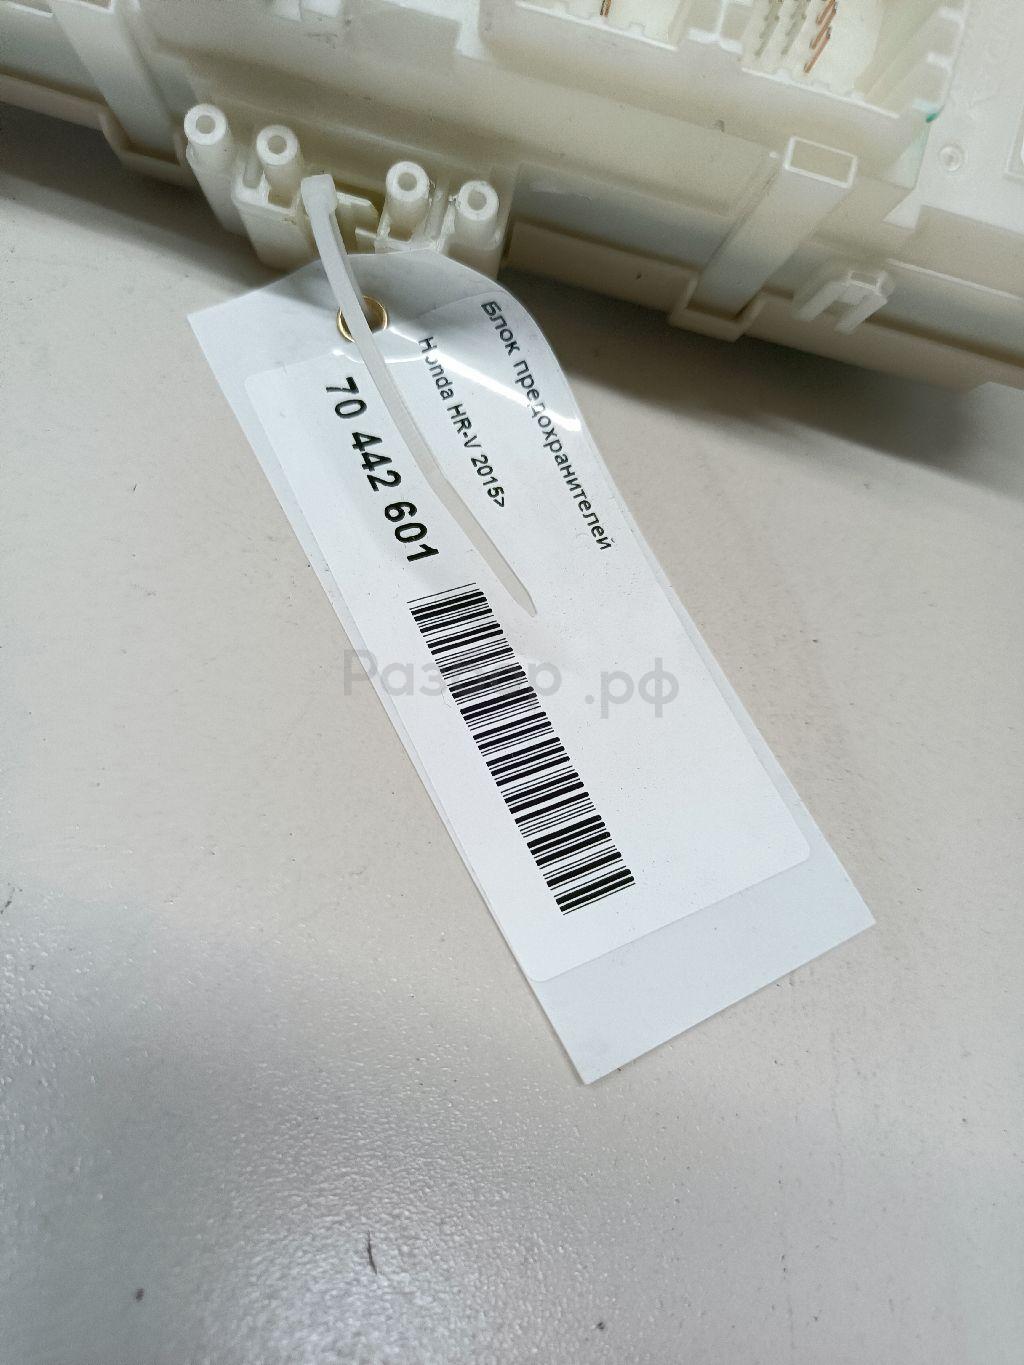 Блок предохранителей
Honda HR-V 2015>
70 442 601
Разбор .рф